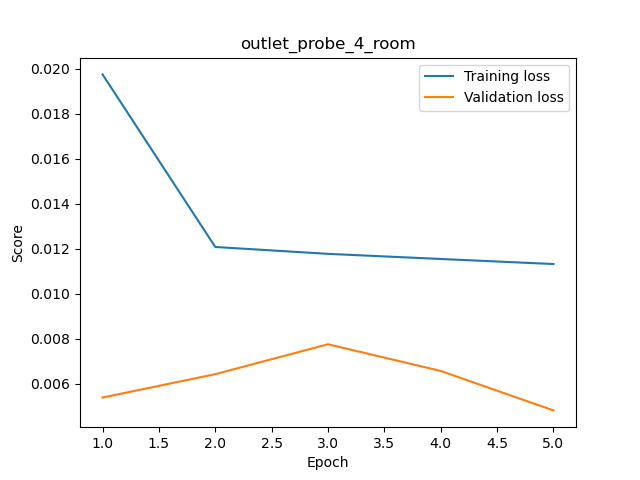 outlet_probe_4_room
Training loss
Validation loss
0.020
0.018
0.016
0.014
0.012
0.010
0.008
0.006
Score
1.0 1.5 2.0 2.5 3.0 3.5 4.0 4.5 5.0
Epoch